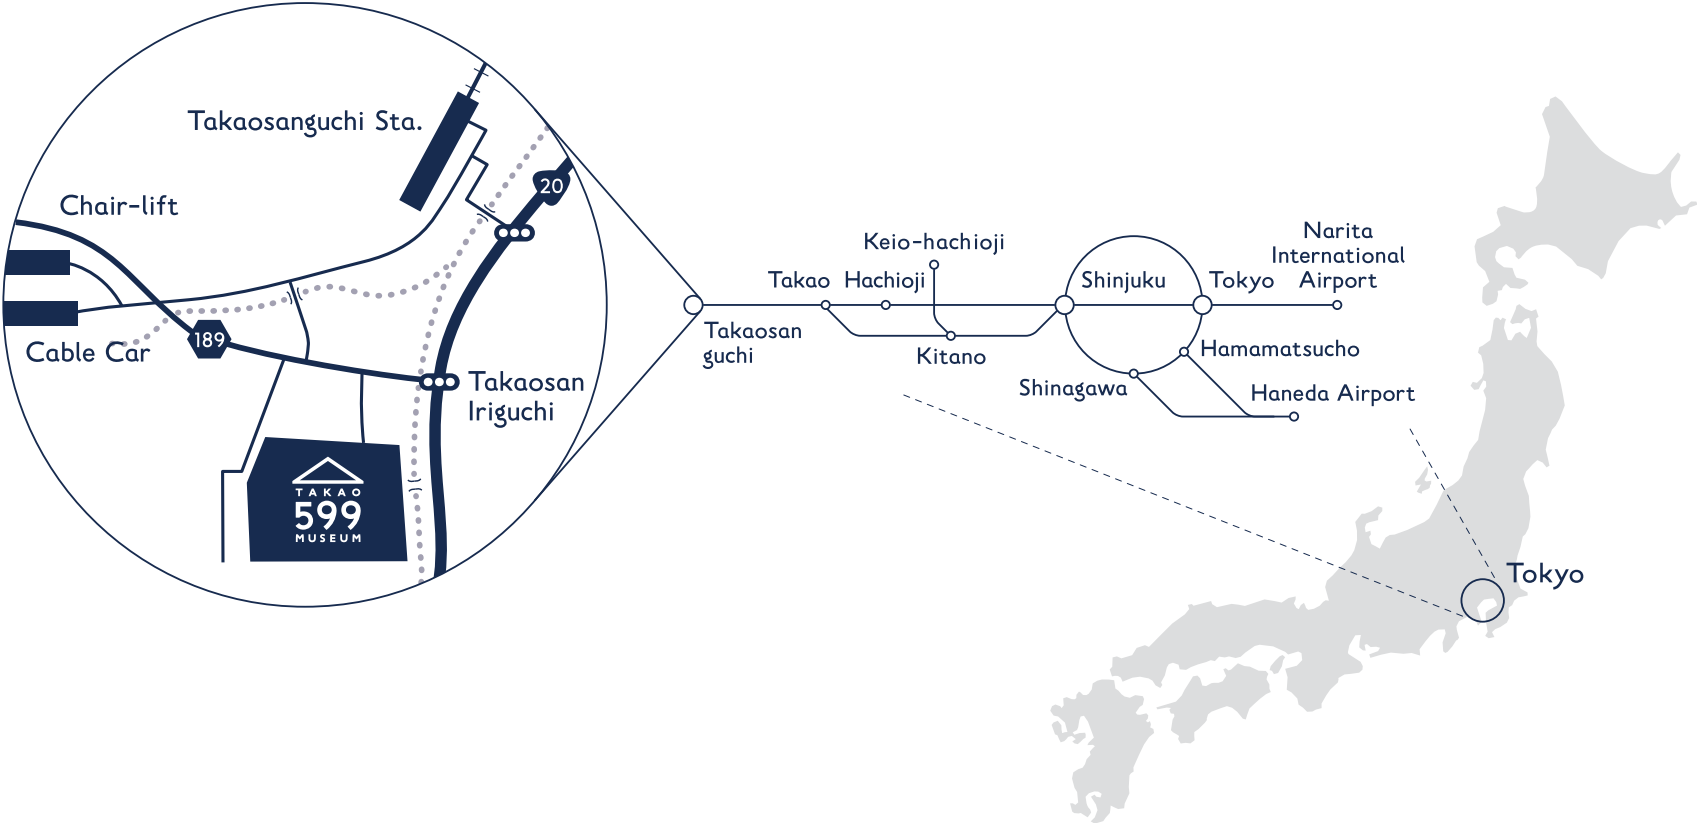 Takaosanguchi Sta.
20
Chair-lift
189
Cable Car
Takaosan
Iriguchi
TAKAO
599
MUSEUM
Keio-hachioji
Takao
Hachioji
Takaosan
guchi
Kitano
Shinjuku
Tokyo
Narita
International
Airport
Hamamatsucho
Shinagawa
Haneda Airport
Tokyo